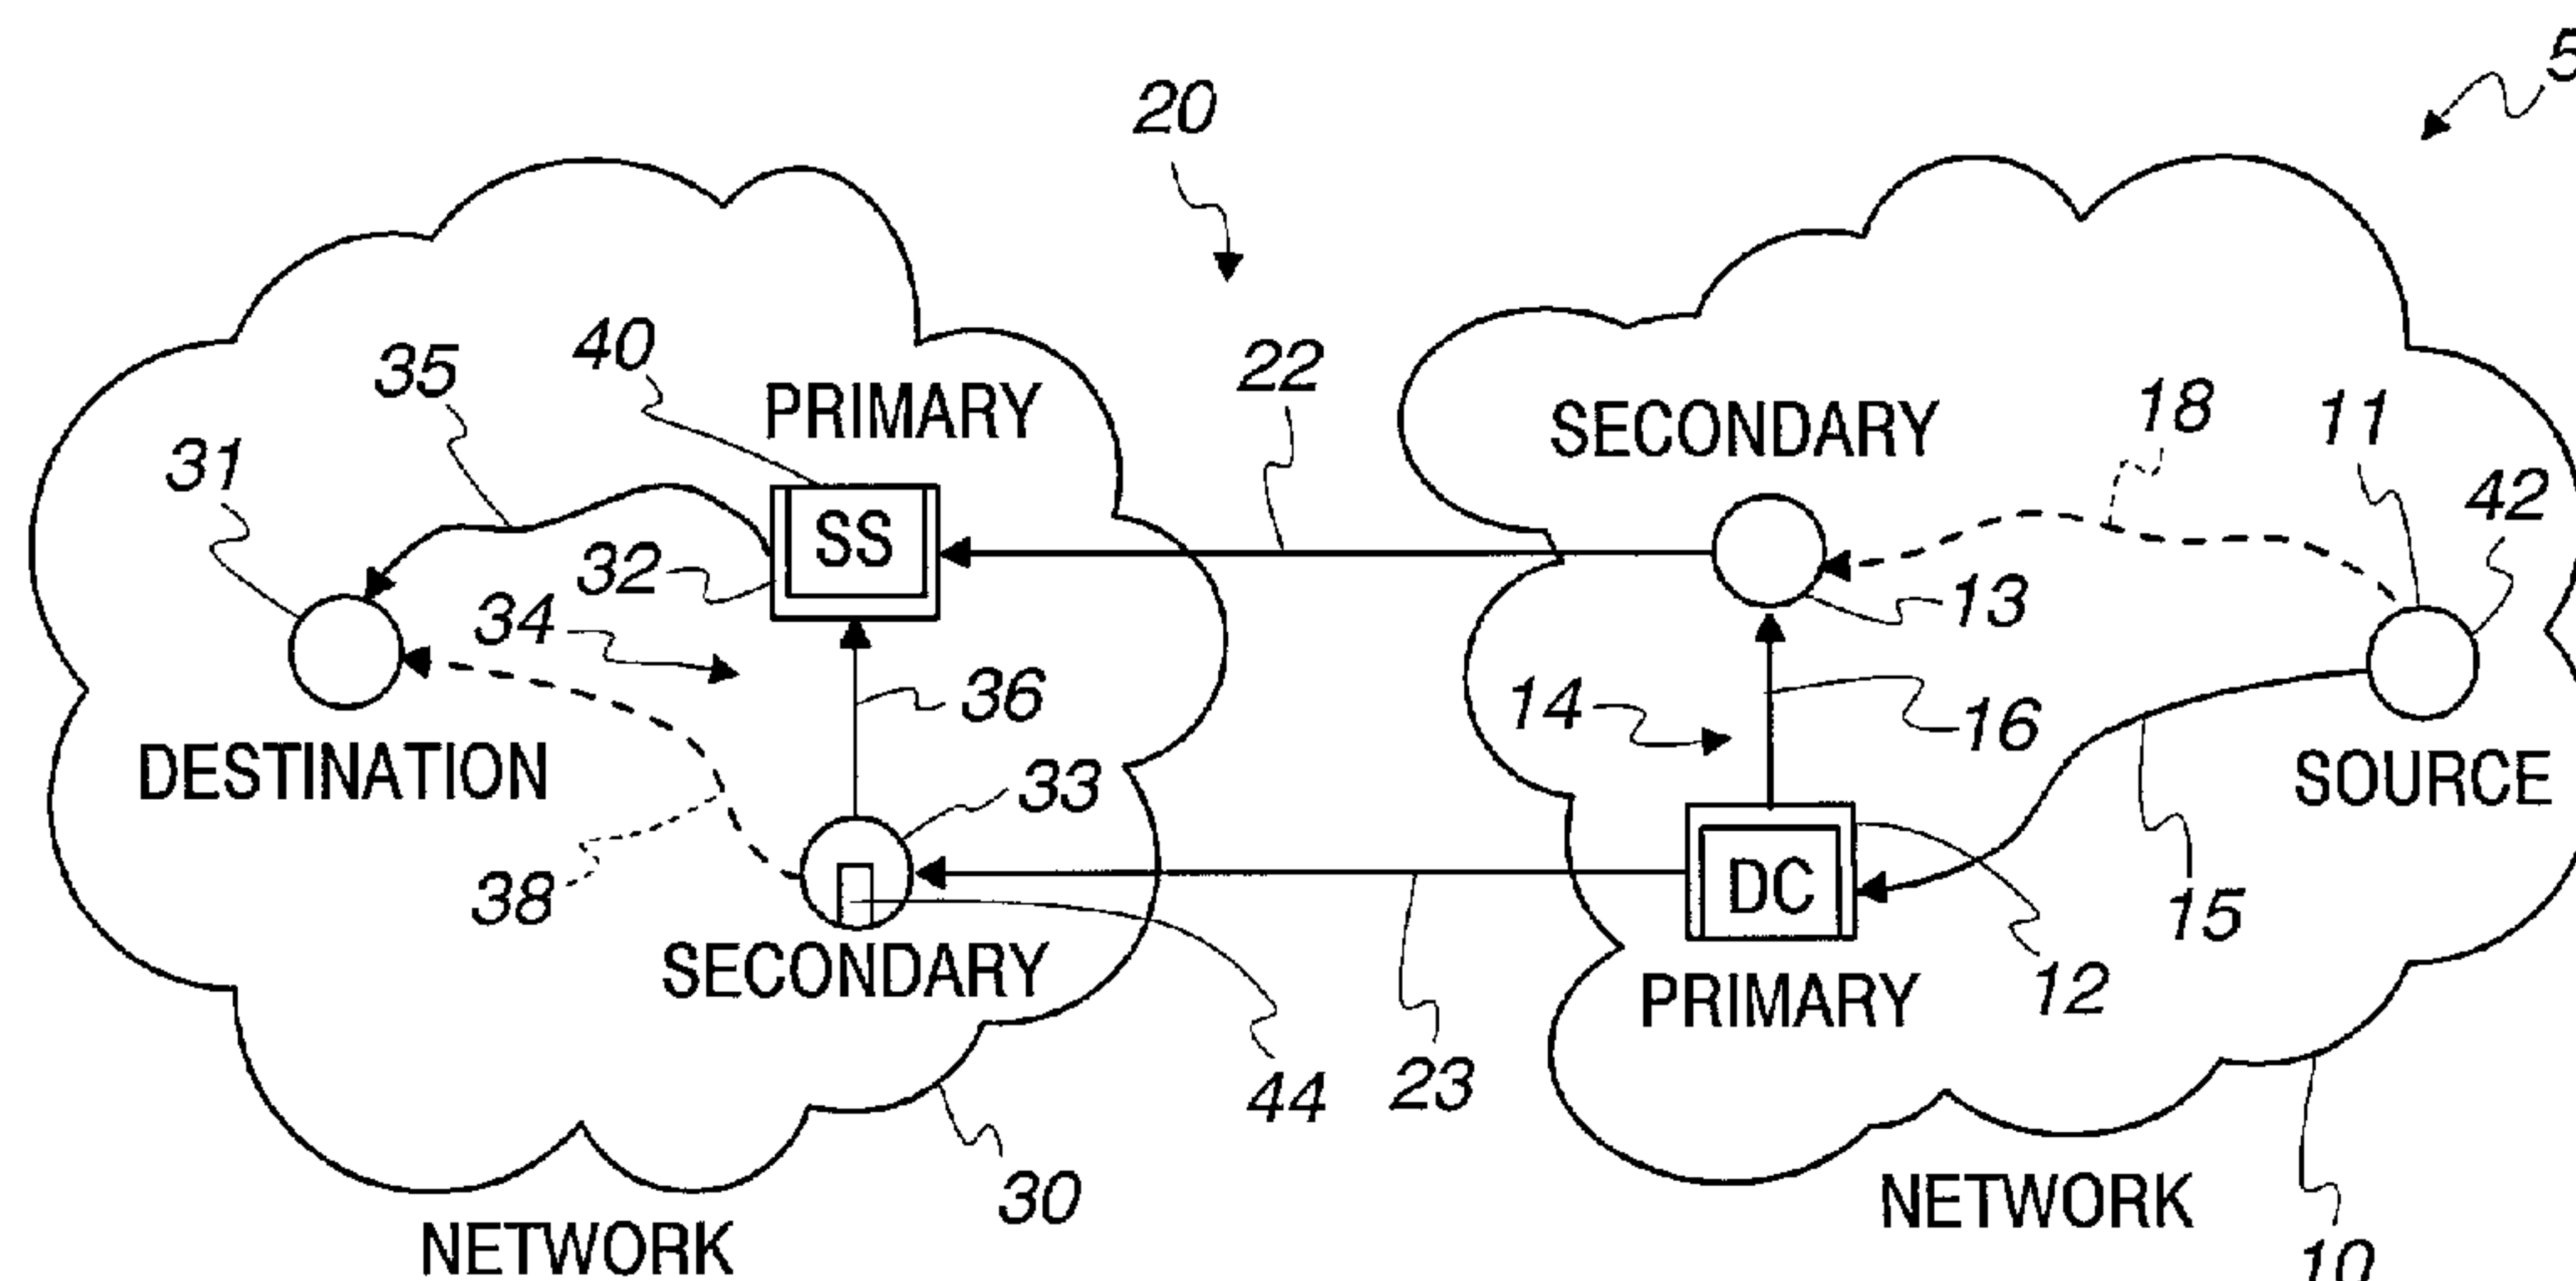 5
20
40
35
PRIMARY
22
SECONDARY
18
11
42
31
SS
32
34
13
36
14
16
DESTINATION
33
SOURCE
38
DC
15
SECONDARY
PRIMARY
12
44
23
30
NETWORK
NETWORK
10